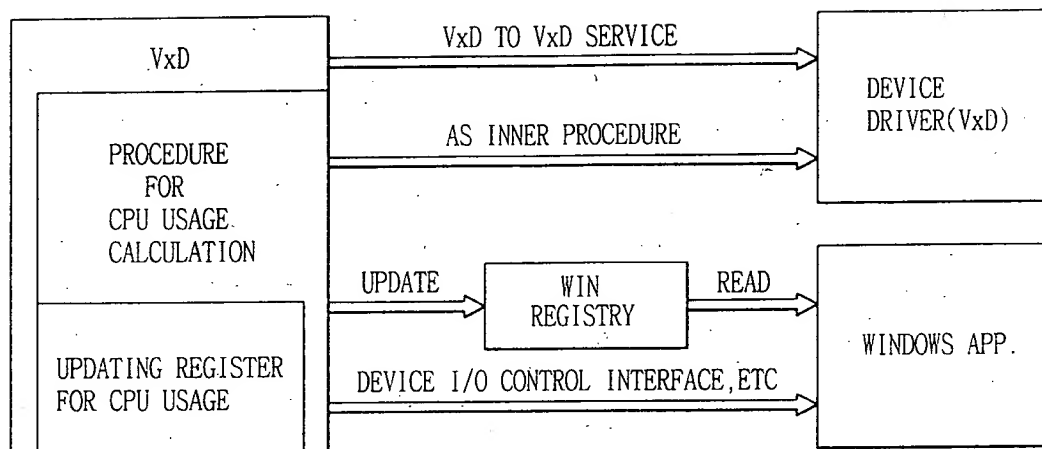 VxD
PROCEDURE
FOR
CPU USAGE
CALCULATION
UPDATING REGISTER
FOR CPU USAGE
VxD TO VxD SERVICE
AS INNER PROCEDURE
UPDATE
WIN
REGISTRY
READ
DEVICE I/O CONTROL INTERFACE,ETC
DEVICE
DRIVER(VxD)
WINDOWS APP.